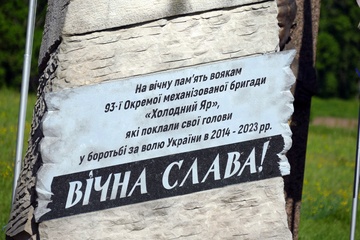 На вічну пам'ять воякам
93-ї Окремої механізованої бригади
«Холодний Яр»,
які поклали свої голови
у боротьбі за волю України в 2014 - 2023 рр.
ВІЧНА СЛАВА!